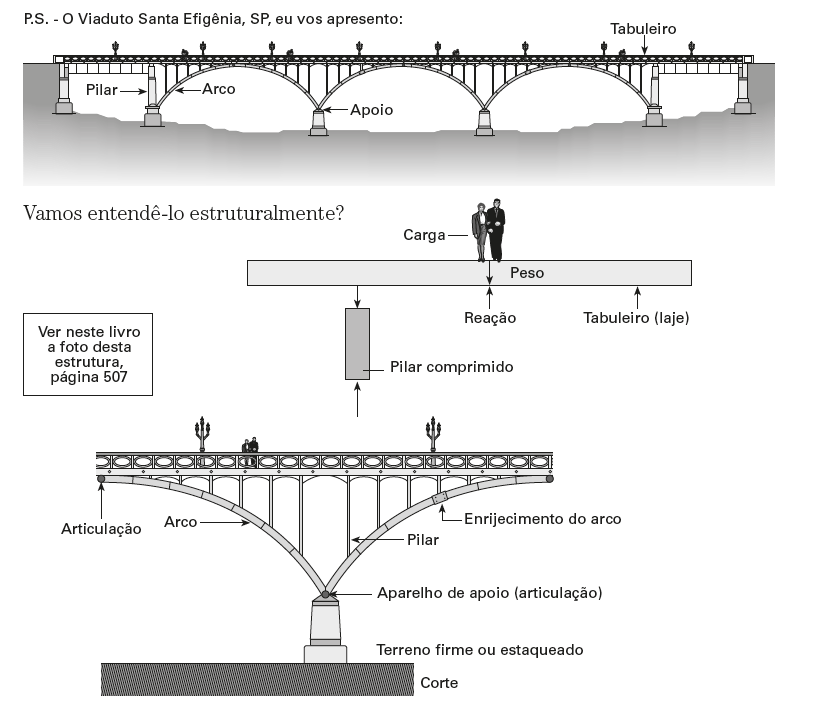 P.S. - O Viaduto Santa Efigênia, SP, eu vos apresento:
Tabuleiro
Pilar
Arco
Apoio
Vamos entendê-lo estruturalmente?
Carga
Peso
Reação
Tabuleiro (laje)
Ver neste livro
a foto desta
estrutura,
página 507
Pilar comprimido
Articulação
Arco
Enrijecimento do arco
Pilar
Aparelho de apoio (articulação)
Terreno firme ou estaqueado
Corte